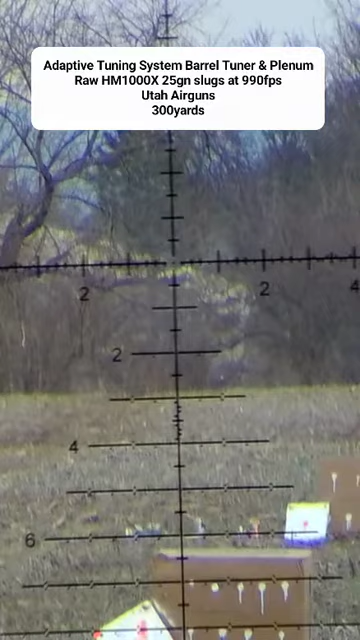 Adaptive Tuning System Barrel Tuner & Plenum
Raw HM1000X 25gn slugs at 990fps
Utah Airguns
300yards
2 2 4
2
4
6